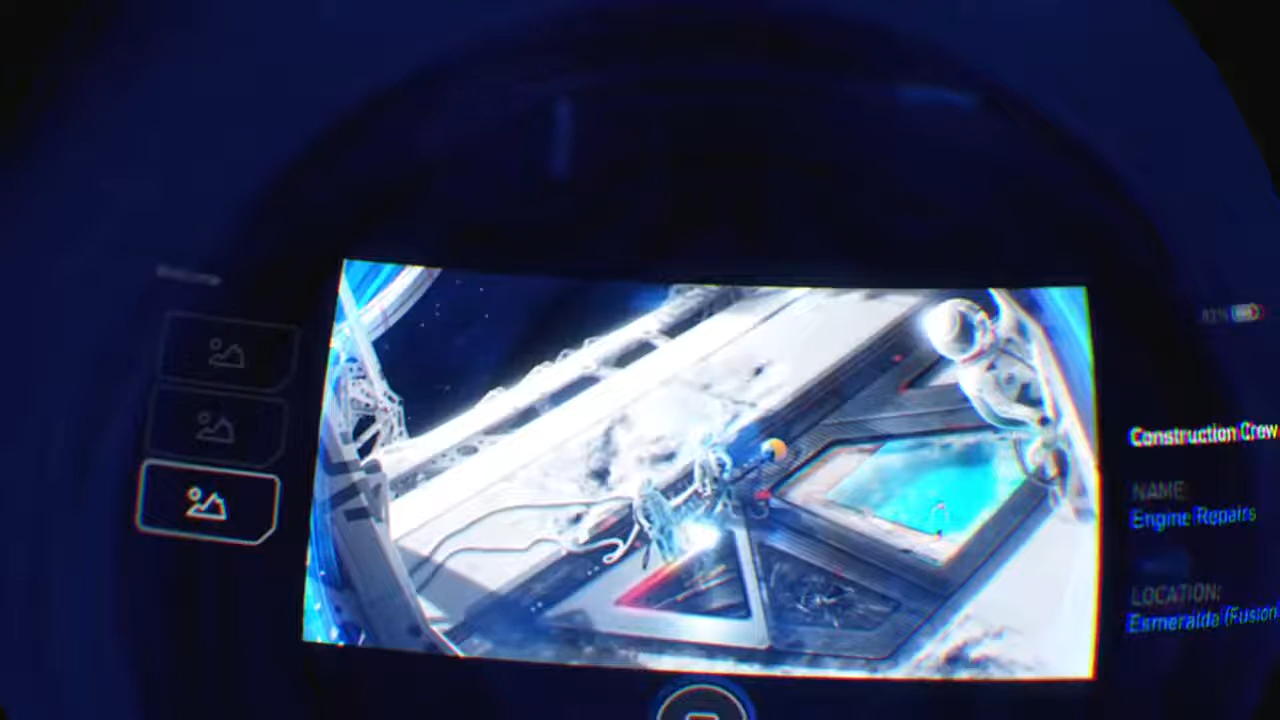 Construction Crew
NAME:
Engine Repairs
LOCATION:
Esmeralda (Fusion